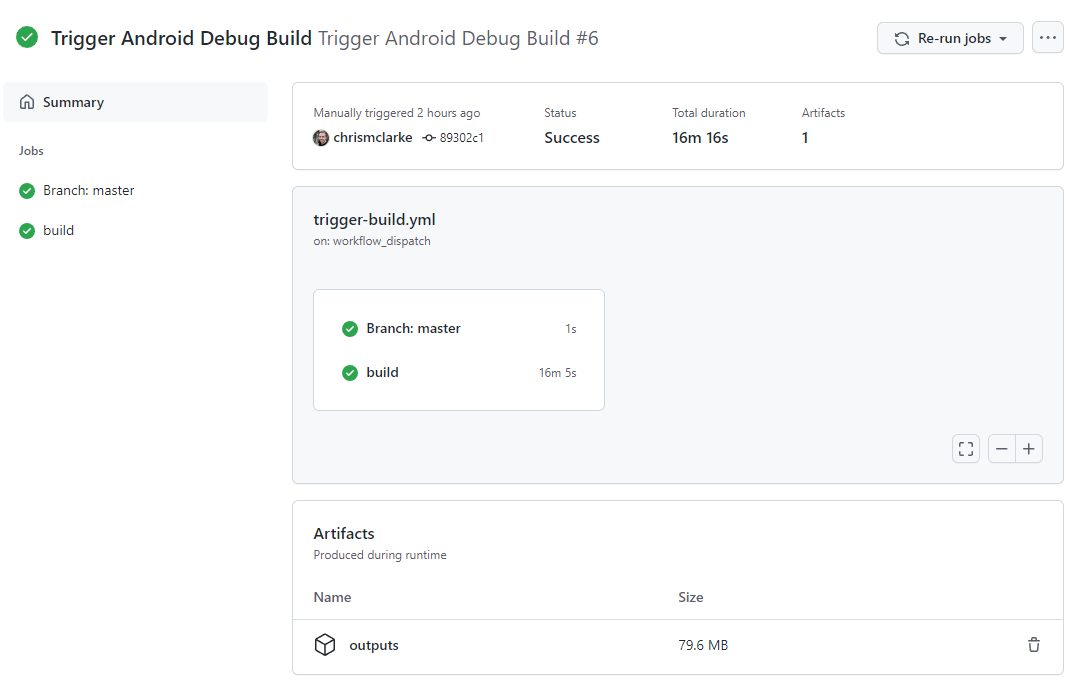 Trigger Android Debug Build Trigger Android Debug Build #6
Re-run jobs
Summary
Jobs
Branch: master
build
Manually triggered 2 hours ago
chrismclarke 89302c1
Status
Success
Total duration
16m 16s
Artifacts
1
trigger-build.yml
on: workflow_dispatch
Branch: master 1s
build 16m 5s
Artifacts
Produced during runtime
Name Size
outputs 79.6 MB